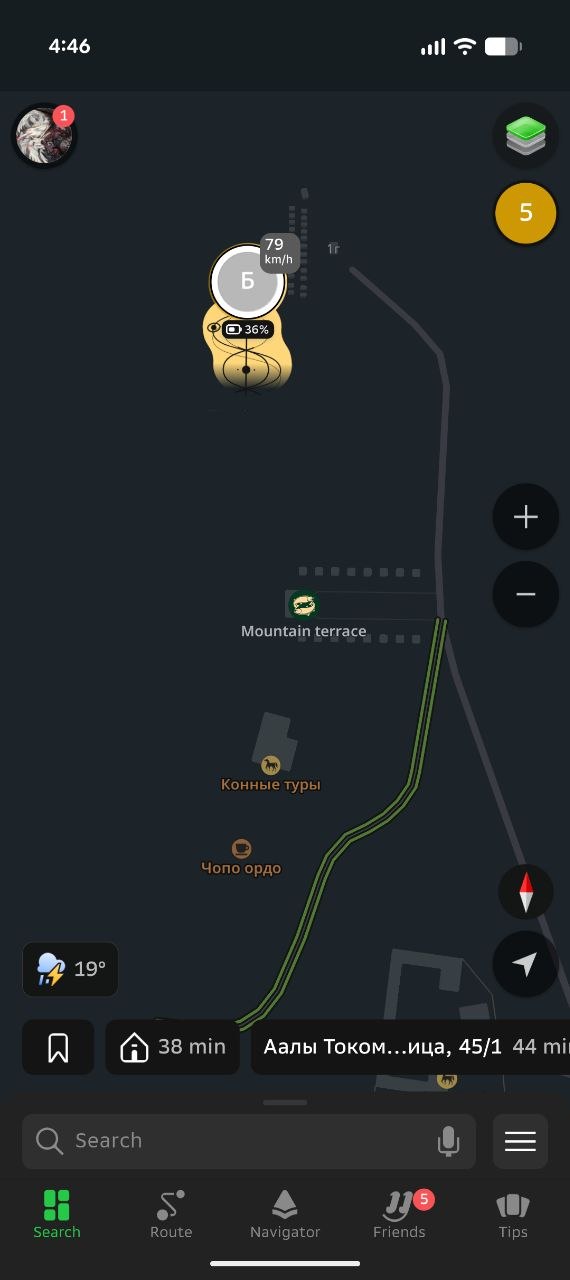 4:46
1
5
79
km/h
1г
Б
36%
Mountain terrace
Конные туры
Чопо ордо
19°
38 min
Аалы Током...ица, 45/1 44 mi
Search
Search
Route
Navigator
Friends
5
Tips